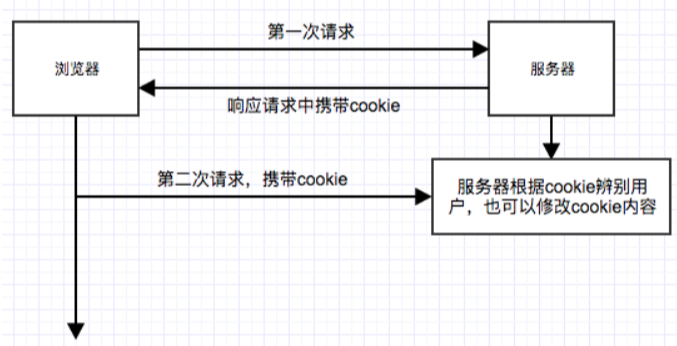 第一次请求
浏览器
服务器
响应请求中携带cookie
第二次请求，携带cookie
服务器根据cookie辨别用
户，也可以修改cookie内容